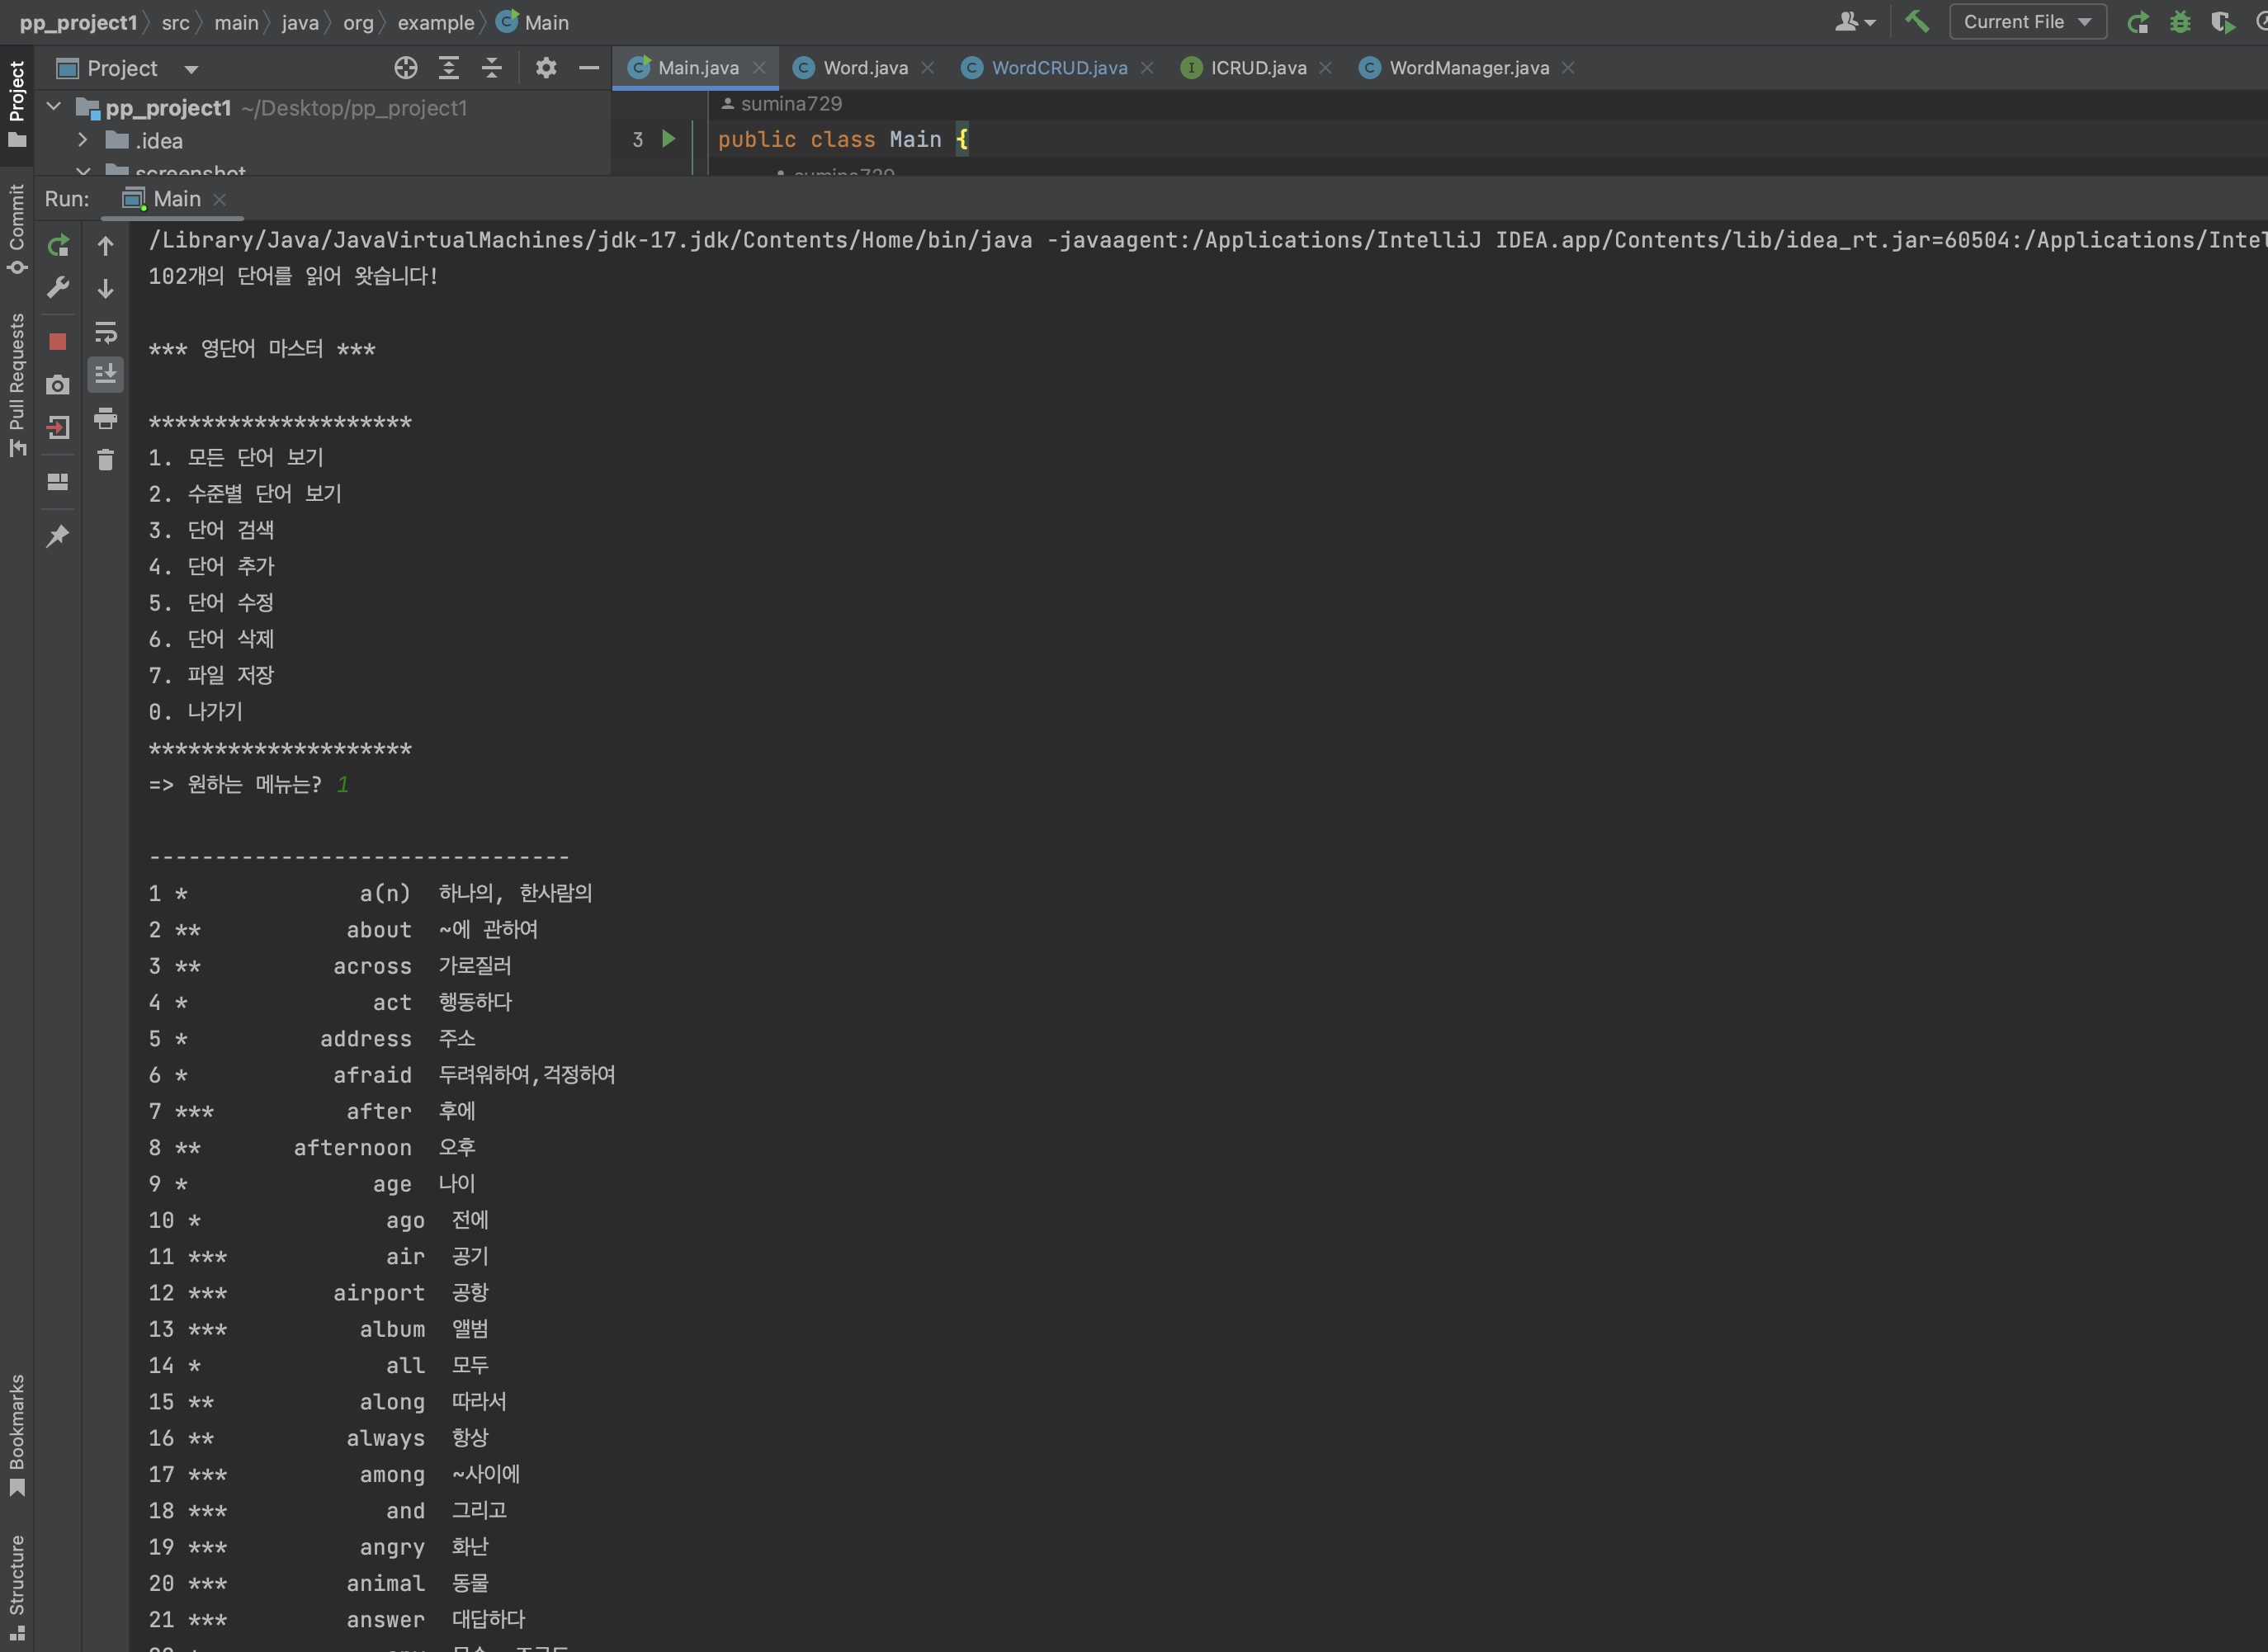 pp_project1 src main java org example Main
Current File
Project
Main.java Word.java WordCRUD.java ICRUD.java WordManager.java
pp_project1 ~/Desktop/pp_project1
.idea
screenshot
sumina729
3 public class Main {
sumina729
Project
Commit
Pull Requests
Bookmarks
Structure
Run: Main
/Library/Java/JavaVirtualMachines/jdk-17.jdk/Contents/Home/bin/java -javaagent:/Applications/IntelliJ IDEA.app/Contents/lib/idea_rt.jar=60504:/Applications/Intel
102개의 단어를 읽어 왓습니다!
*** 영단어 마스터 ***
********************
1. 모든 단어 보기
2. 수준별 단어 보기
3. 단어 검색
4. 단어 추가
5. 단어 수정
6. 단어 삭제
7. 파일 저장
0. 나가기
********************
=> 원하는 메뉴는? 1
--------------------------------
1 * a(n) 하나의, 한사람의
2 ** about ~에 관하여
3 ** across 가로질러
4 * act 행동하다
5 * address 주소
6 * afraid 두려워하여,걱정하여
7 *** after 후에
8 ** afternoon 오후
9 * age 나이
10 * ago 전에
11 *** air 공기
12 *** airport 공항
13 *** album 앨범
14 * all 모두
15 ** along 따라서
16 ** always 항상
17 *** among ~사이에
18 *** and 그리고
19 *** angry 화난
20 *** animal 동물
21 *** answer 대답하다